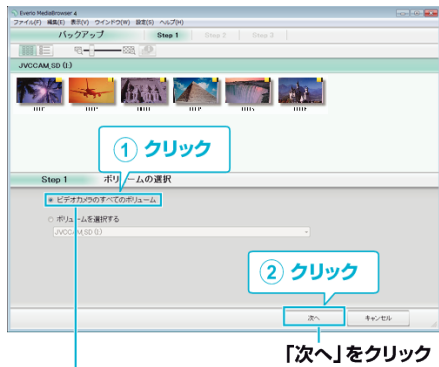 Everio MediaBrowser 4
ファイル(F) 編集(E) 表示(V) ウインドウ(W) 設定(S) ヘルプ(H)
バックアップ Step 1 Step 2 Step 3
JVCCAM_SD (I:)
① クリック
Step 1 ボリュームの選択
ビデオカメラのすべてのボリューム
ボリュームを選択する
JVCCAM_SD (I:)
② クリック
次へ キャンセル
「次へ」をクリック